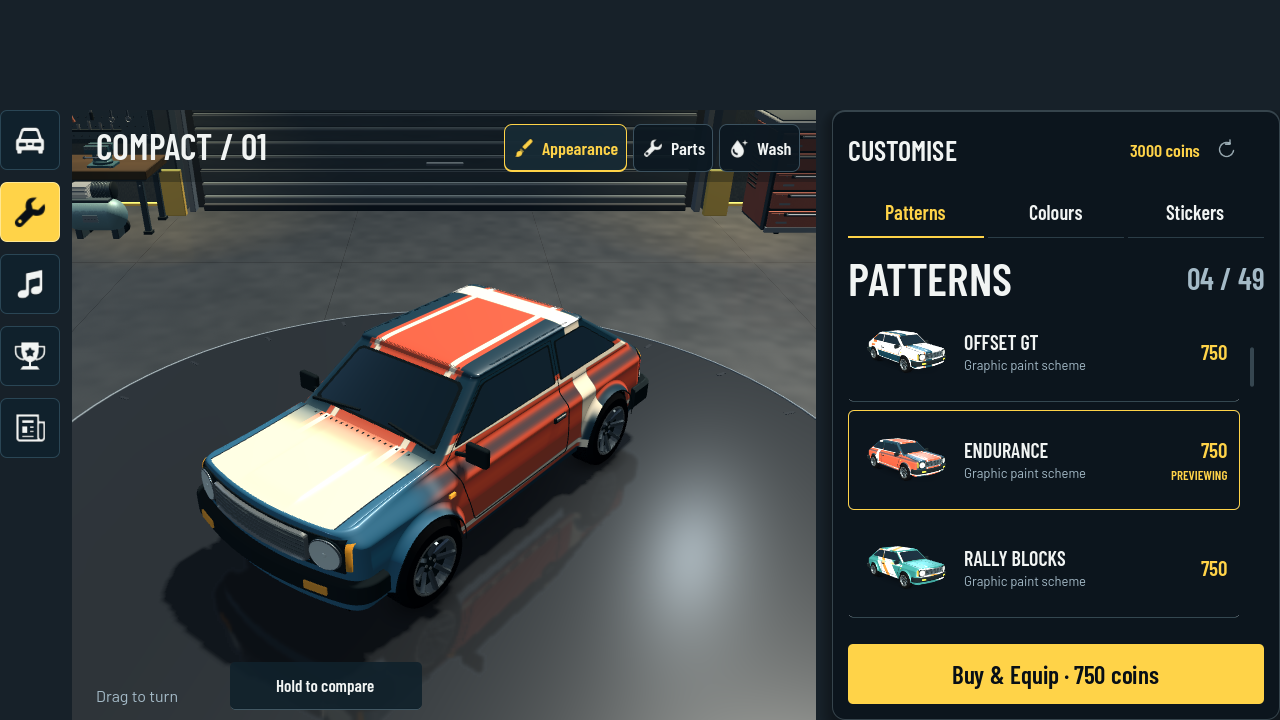 COMPACT / 01
Appearance
Parts
Wash
Drag to turn
Hold to compare
CUSTOMISE
3000 coins
Patterns
Colours
Stickers
PATTERNS
04 / 49
OFFSET GT
Graphic paint scheme
750
ENDURANCE
Graphic paint scheme
750
PREVIEWING
RALLY BLOCKS
Graphic paint scheme
750
Buy & Equip · 750 coins